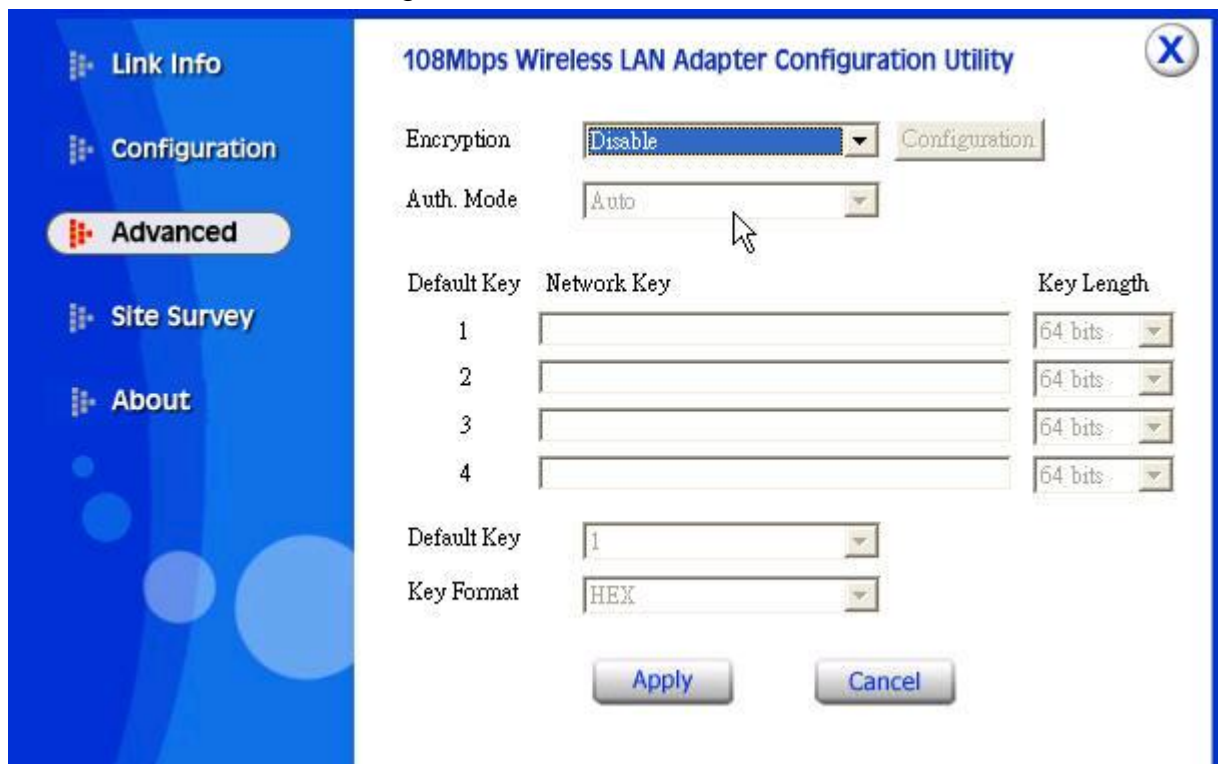 Link Info
Configuration
Advanced
Site Survey
About
108Mbps Wireless LAN Adapter Configuration Utility
X
Encryption Disable Configuration
Auth. Mode Auto
Default Key Network Key Key Length
1 64 bits
2 64 bits
3 64 bits
4 64 bits
Default Key 1
Key Format HEX
Apply Cancel